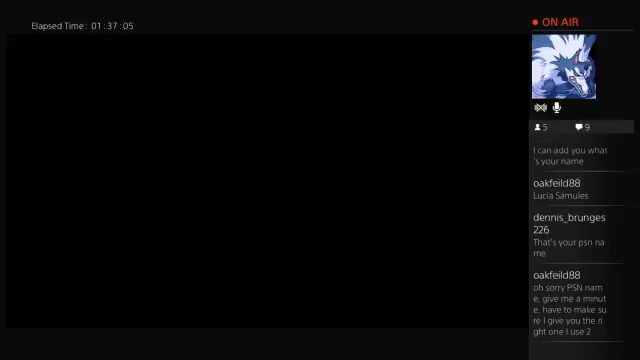 Elapsed Time: 01:37:05
ON AIR
5 9
I can add you what
's your name
oakfeild88
Lucia Samules
dennis_brunges
226
That's your psn na
me
oakfeild88
oh sorry PSN nam
e, give me a minut
e, have to make su
re I give you the ri
ght one I use 2